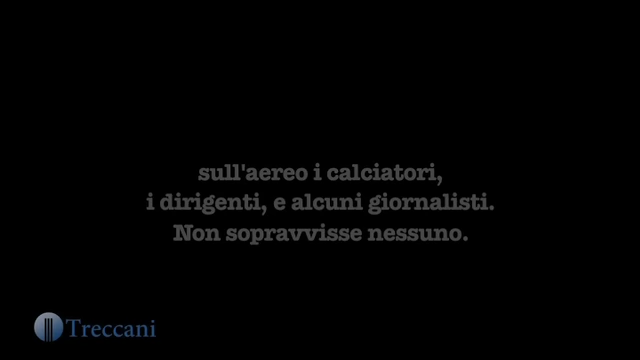 sull'aereo i calciatori,
i dirigenti, e alcuni giornalisti.
Non sopravvisse nessuno.
Treccani